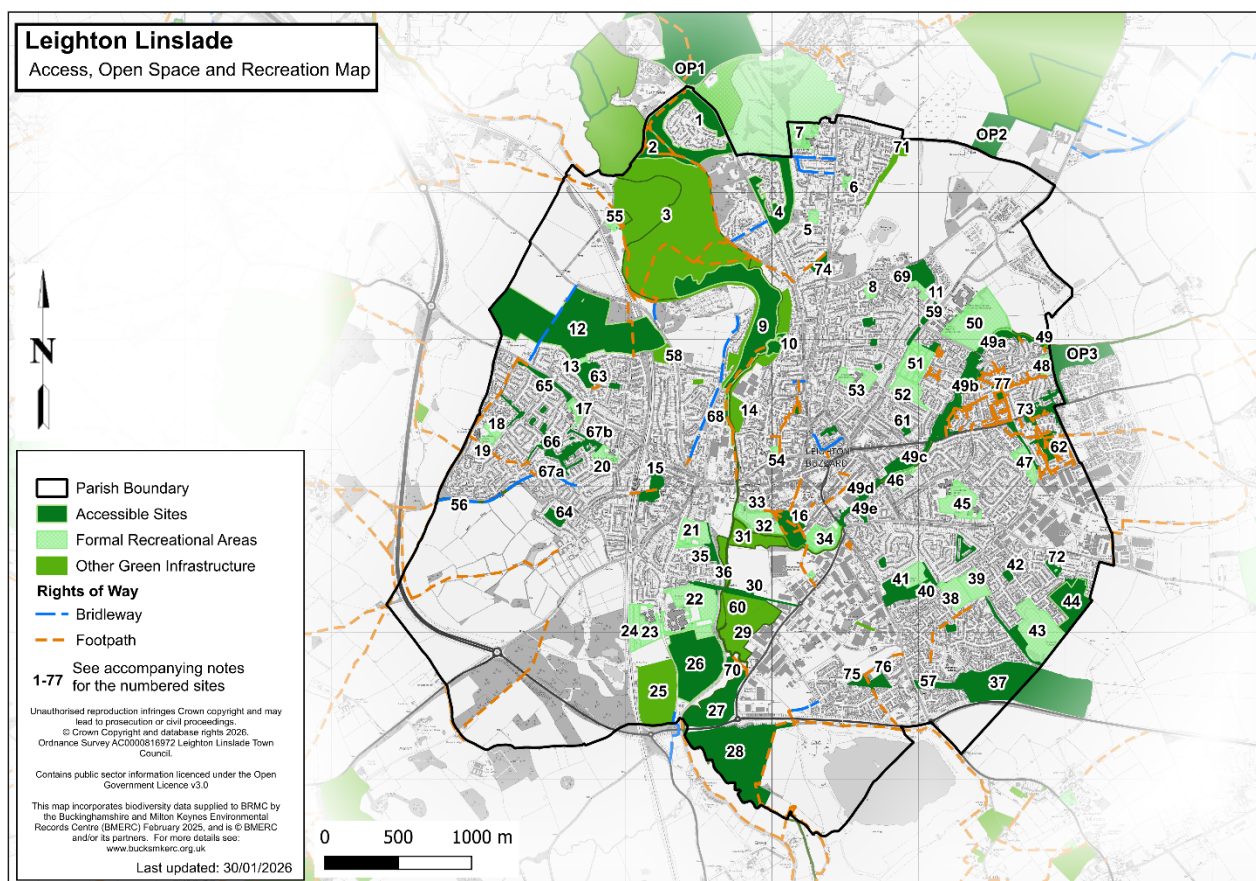 Leighton Linslade
Access, Open Space and Recreation Map
OP1
1
2
7
OP2
71
3
4
6
5
55
74
8
69
11
59
12
9
10
50
49a
49
48
OP3
58
13
63
51
53
52
49b
77
65
17
68
14
61
73
18
66
67b
19
20
67a
54
LEIGHTON
BUZZARD
49c
62
47
15
46
49d
56
64
33
16
49e
45
32
34
21
31
35
36
30
41
40
39
42
72
38
44
22
60
43
24
23
29
26
70
75
76
57
37
25
27
28
N
Parish Boundary
Accessible Sites
Formal Recreational Areas
Other Green Infrastructure
Rights of Way
Bridleway
Footpath
1-77 See accompanying notes
for the numbered sites
Unauthorised reproduction infringes Crown copyright and may
lead to prosecution or civil proceedings.
© Crown Copyright and database rights 2026.
Ordnance Survey AC0000816972 Leighton Linslade Town
Council.
Contains public sector information licenced under the Open
Government Licence v3.0
This map incorporates biodiversity data supplied to BRMC by
the Buckinghamshire and Milton Keynes Environmental
Records Centre (BMERC) February 2025, and is © BMERC
and/or its partners. For more details see:
www.bucksmkerc.org.uk
Last updated: 30/01/2026
0 500 1000 m